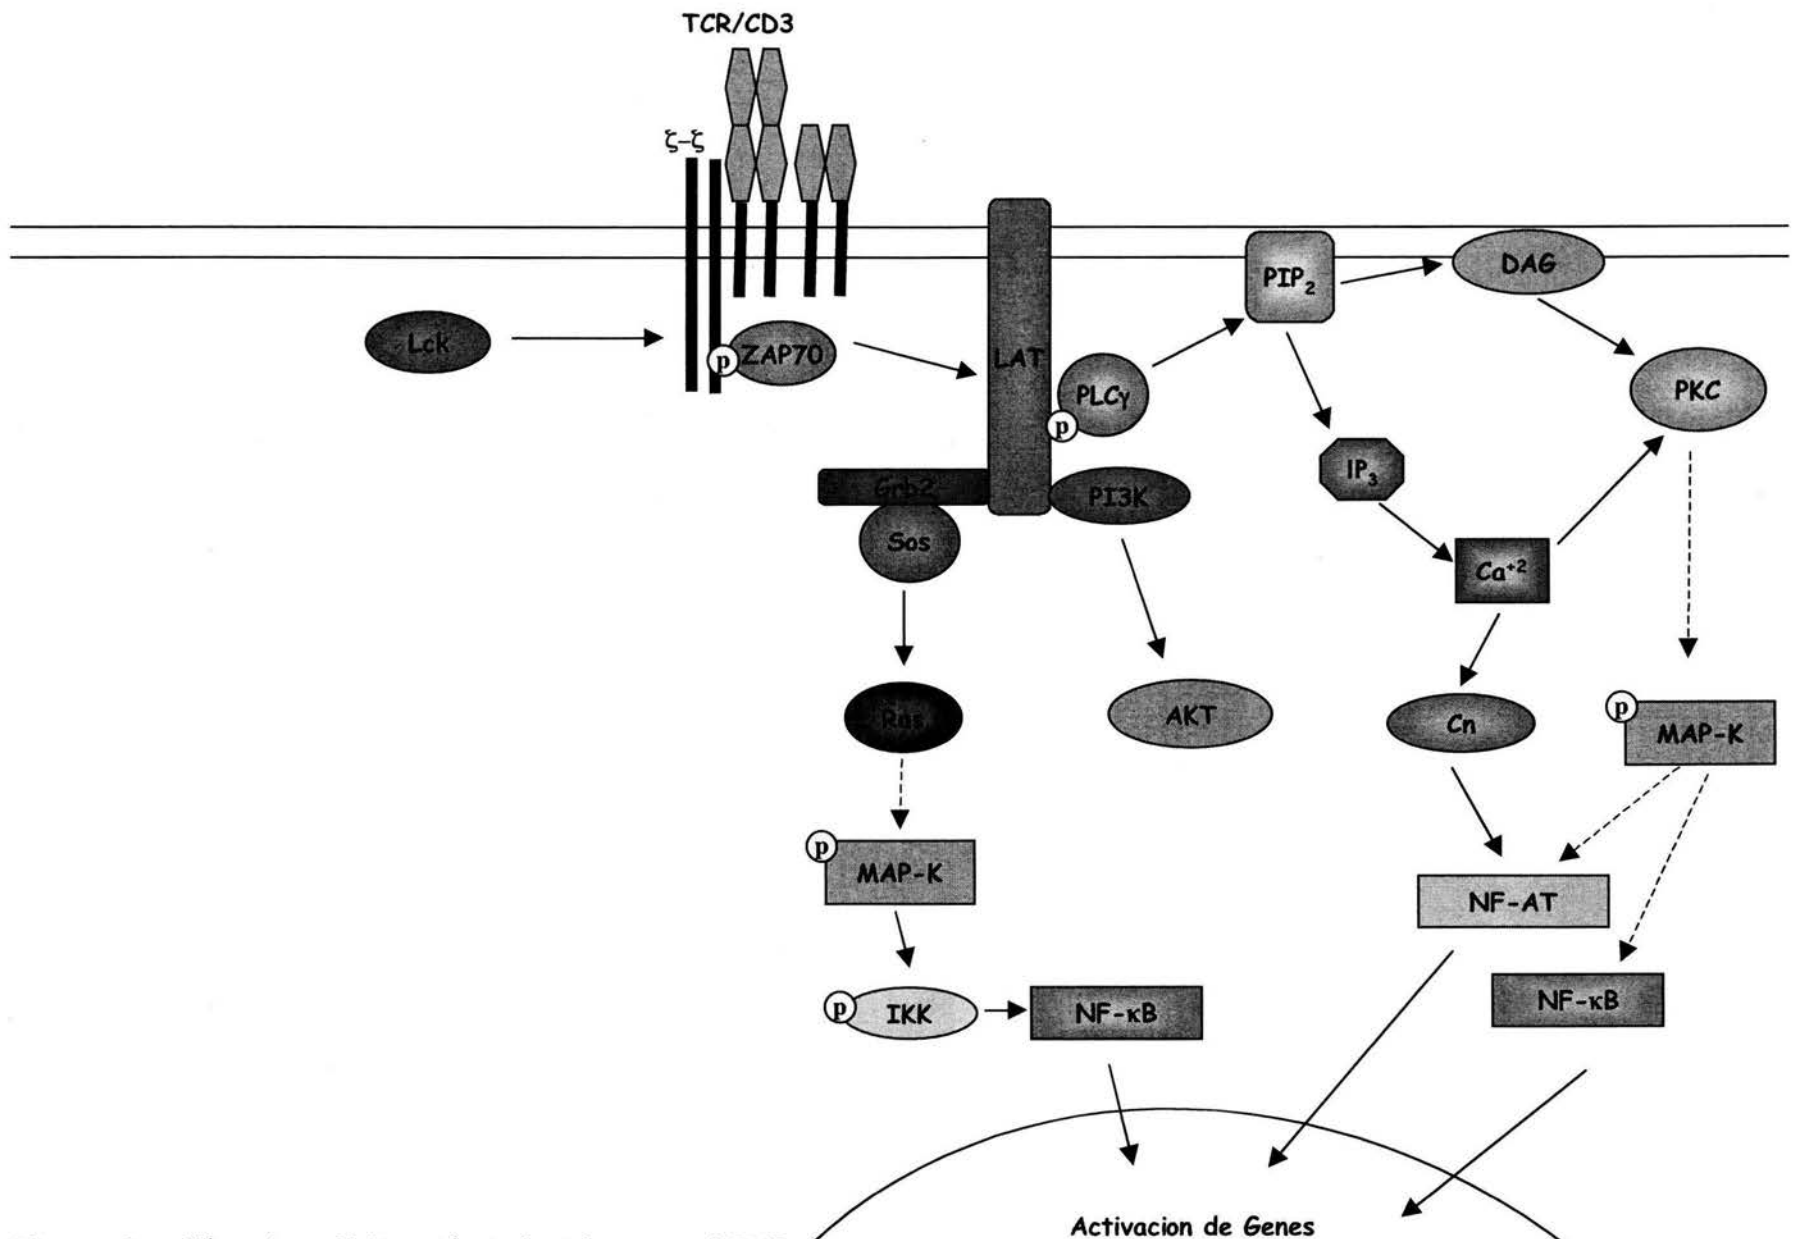 TCR/CD3
ζ-ζ
Lck
p
ZAP70
LAT
PLCγ
p
PIP2
DAG
PKC
IP3
Ca+2
Grb2
Sos
PI3K
Ras
AKT
Cn
p
MAP-K
p
MAP-K
NF-AT
p
IKK
NF-κB
NF-κB
Activacion de Genes